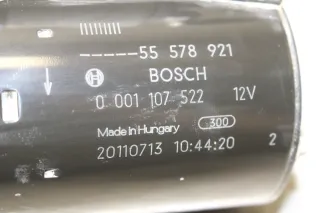 -----55 578 921
BOSCH
0 001 107 522 12V
Made in Hungary 300
20110713 10:44:20 2